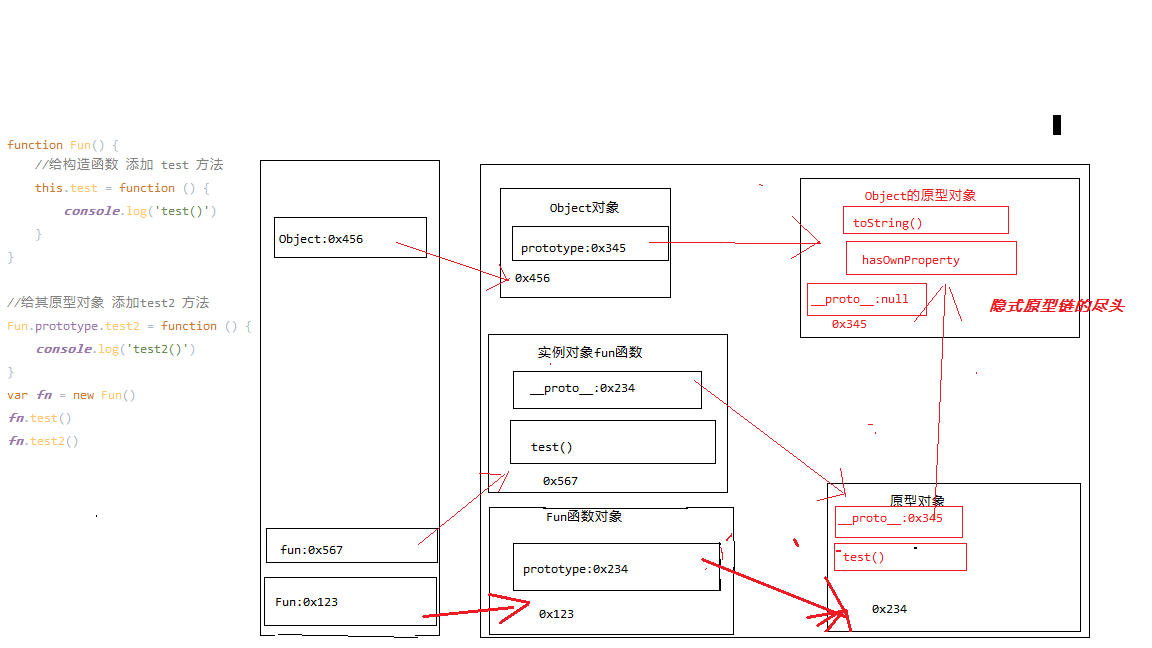 function Fun() {
//给构造函数 添加 test 方法
this.test = function () {
console.log('test()')
}
}
//给其原型对象 添加test2 方法
Fun.prototype.test2 = function () {
console.log('test2()')
}
var fn = new Fun()
fn.test()
fn.test2()
Object:0x456
fun:0x567
Fun:0x123
Object对象
prototype:0x345
0x456
实例对象fun函数
__proto__:0x234
test()
0x567
Fun函数对象
prototype:0x234
0x123
Object的原型对象
toString()
hasOwnProperty
__proto__:null
0x345
隐式原型链的尽头
原型对象
__proto__:0x345
test()
0x234